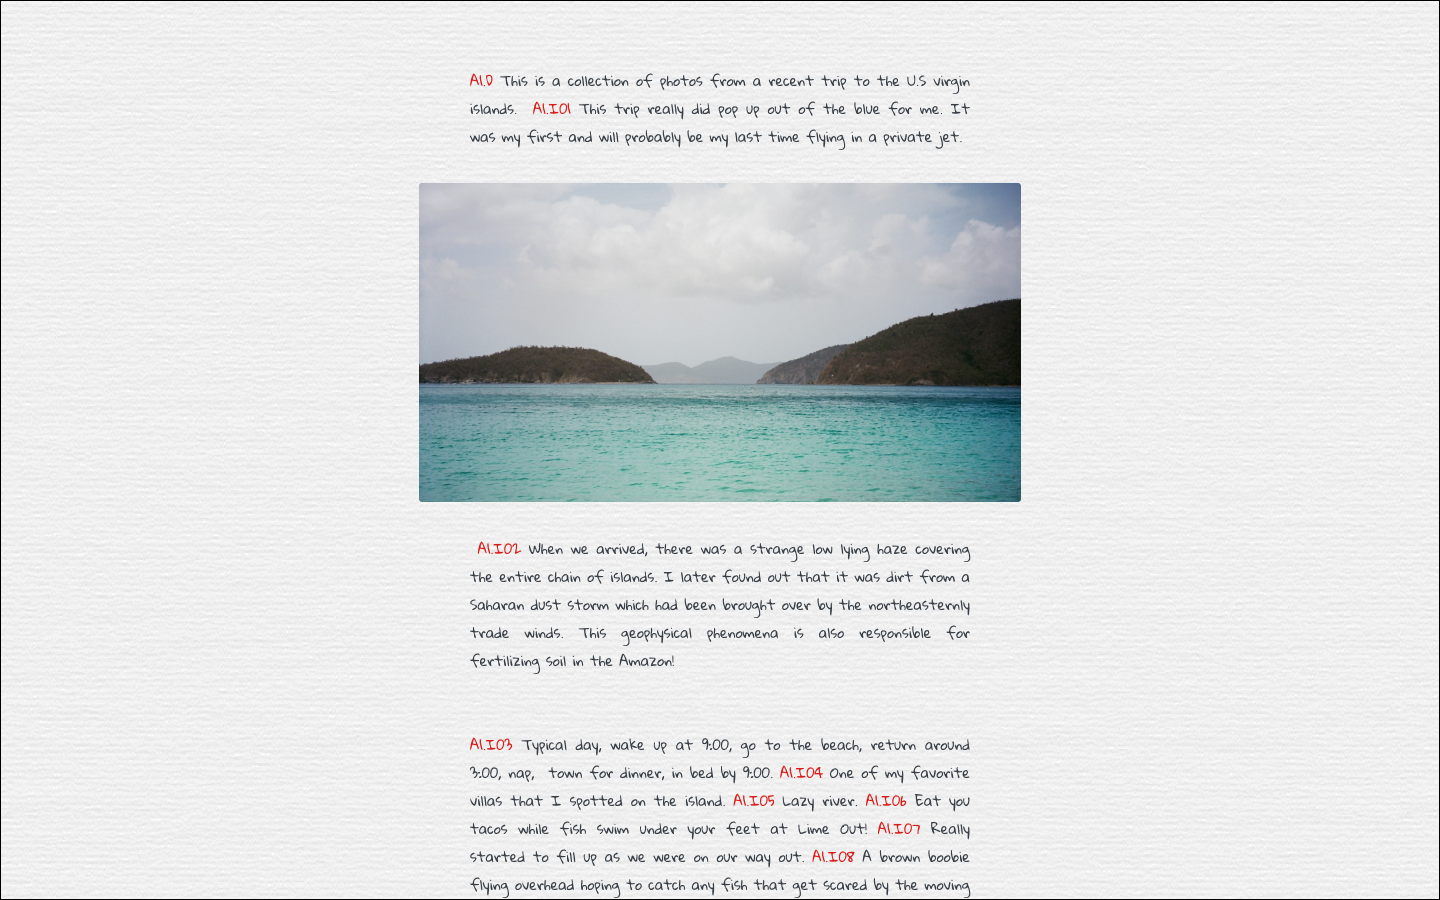 A1.0 This is a collection of photos from a recent trip to the U.S virgin
islands. A1.I01 This trip really did pop up out of the blue for me. It
was my first and will probably be my last time flying in a private jet.
A1.I02 When we arrived, there was a strange low lying haze covering
the entire chain of islands. I later found out that it was dirt from a
Saharan dust storm which had been brought over by the northeasternly
trade winds. This geophysical phenomena is also responsible for
fertilizing soil in the Amazon!
A1.I03 Typical day, wake up at 9:00, go to the beach, return around
3:00, nap, town for dinner, in bed by 9:00. A1.I04 One of my favorite
villas that I spotted on the island. A1.I05 Lazy river. A1.I06 Eat you
tacos while fish swim under your feet at Lime Out! A1.I07 Really
started to fill up as we were on our way out. A1.I08 A brown boobie
flying overhead hoping to catch any fish that get scared by the moving